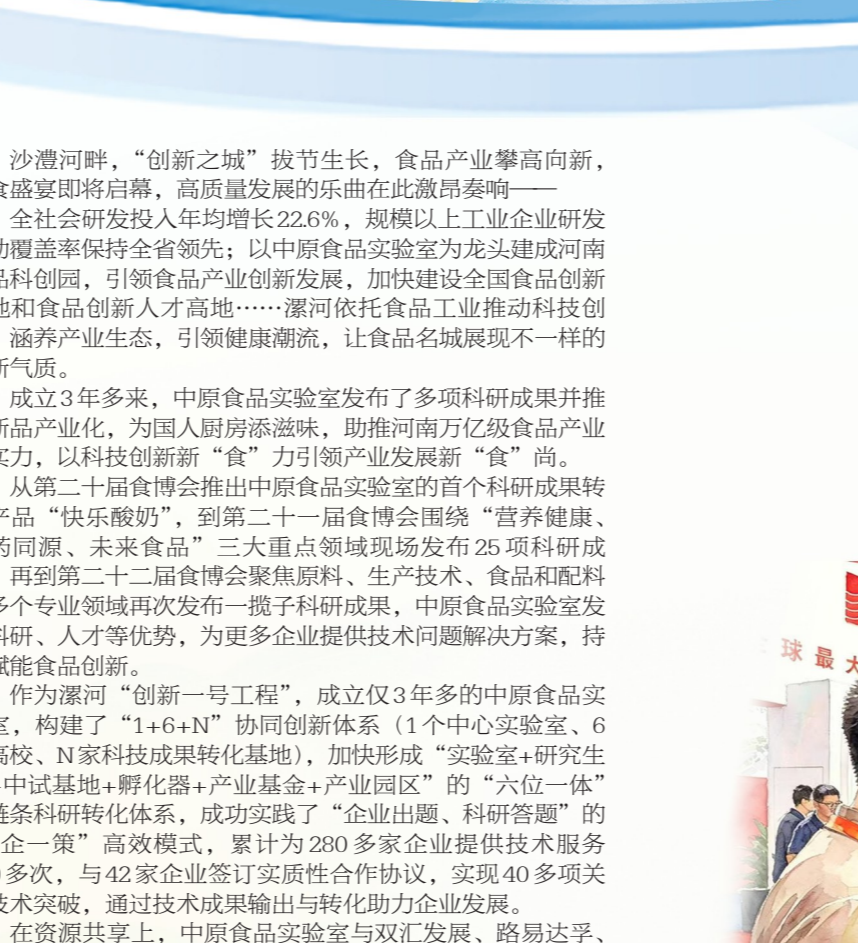 沙澧河畔，“创新之城”拔节生长，食品产业攀高向新，
食盛宴即将启幕，高质量发展的乐曲在此激昂奏响——
全社会研发投入年均增长22.6%，规模以上工业企业研发
动覆盖率保持全省领先；以中原食品实验室为龙头建成河南
品科创园，引领食品产业创新发展，加快建设全国食品创新
地和食品创新人才高地……漯河依托食品工业推动科技创
，涵养产业生态，引领健康潮流，让食品名城展现不一样的
新气质。
成立3年多来，中原食品实验室发布了多项科研成果并推
新品产业化，为国人厨房添滋味，助推河南万亿级食品产业
实力，以科技创新新“食”力引领产业发展新“食”尚。
从第二十届食博会推出中原食品实验室的首个科研成果转
产品“快乐酸奶”，到第二十一届食博会围绕“营养健康、
药同源、未来食品”三大重点领域现场发布25项科研成
，再到第二十二届食博会聚焦原料、生产技术、食品和配料
多个专业领域再次发布一揽子科研成果，中原食品实验室发
科研、人才等优势，为更多企业提供技术问题解决方案，持
赋能食品创新。
作为漯河“创新一号工程”，成立仅3年多的中原食品实
室，构建了“1+6+N”协同创新体系（1个中心实验室、6
高校、N家科技成果转化基地），加快形成“实验室+研究生
中试基地+孵化器+产业基金+产业园区”的“六位一体”
链条科研转化体系，成功实践了“企业出题、科研答题”的
企一策”高效模式，累计为280多家企业提供技术服务
多次，与42家企业签订实质性合作协议，实现40多项关
技术突破，通过技术成果输出与转化助力企业发展。
在资源共享上，中原食品实验室与双汇发展、路易达孚、
球最大